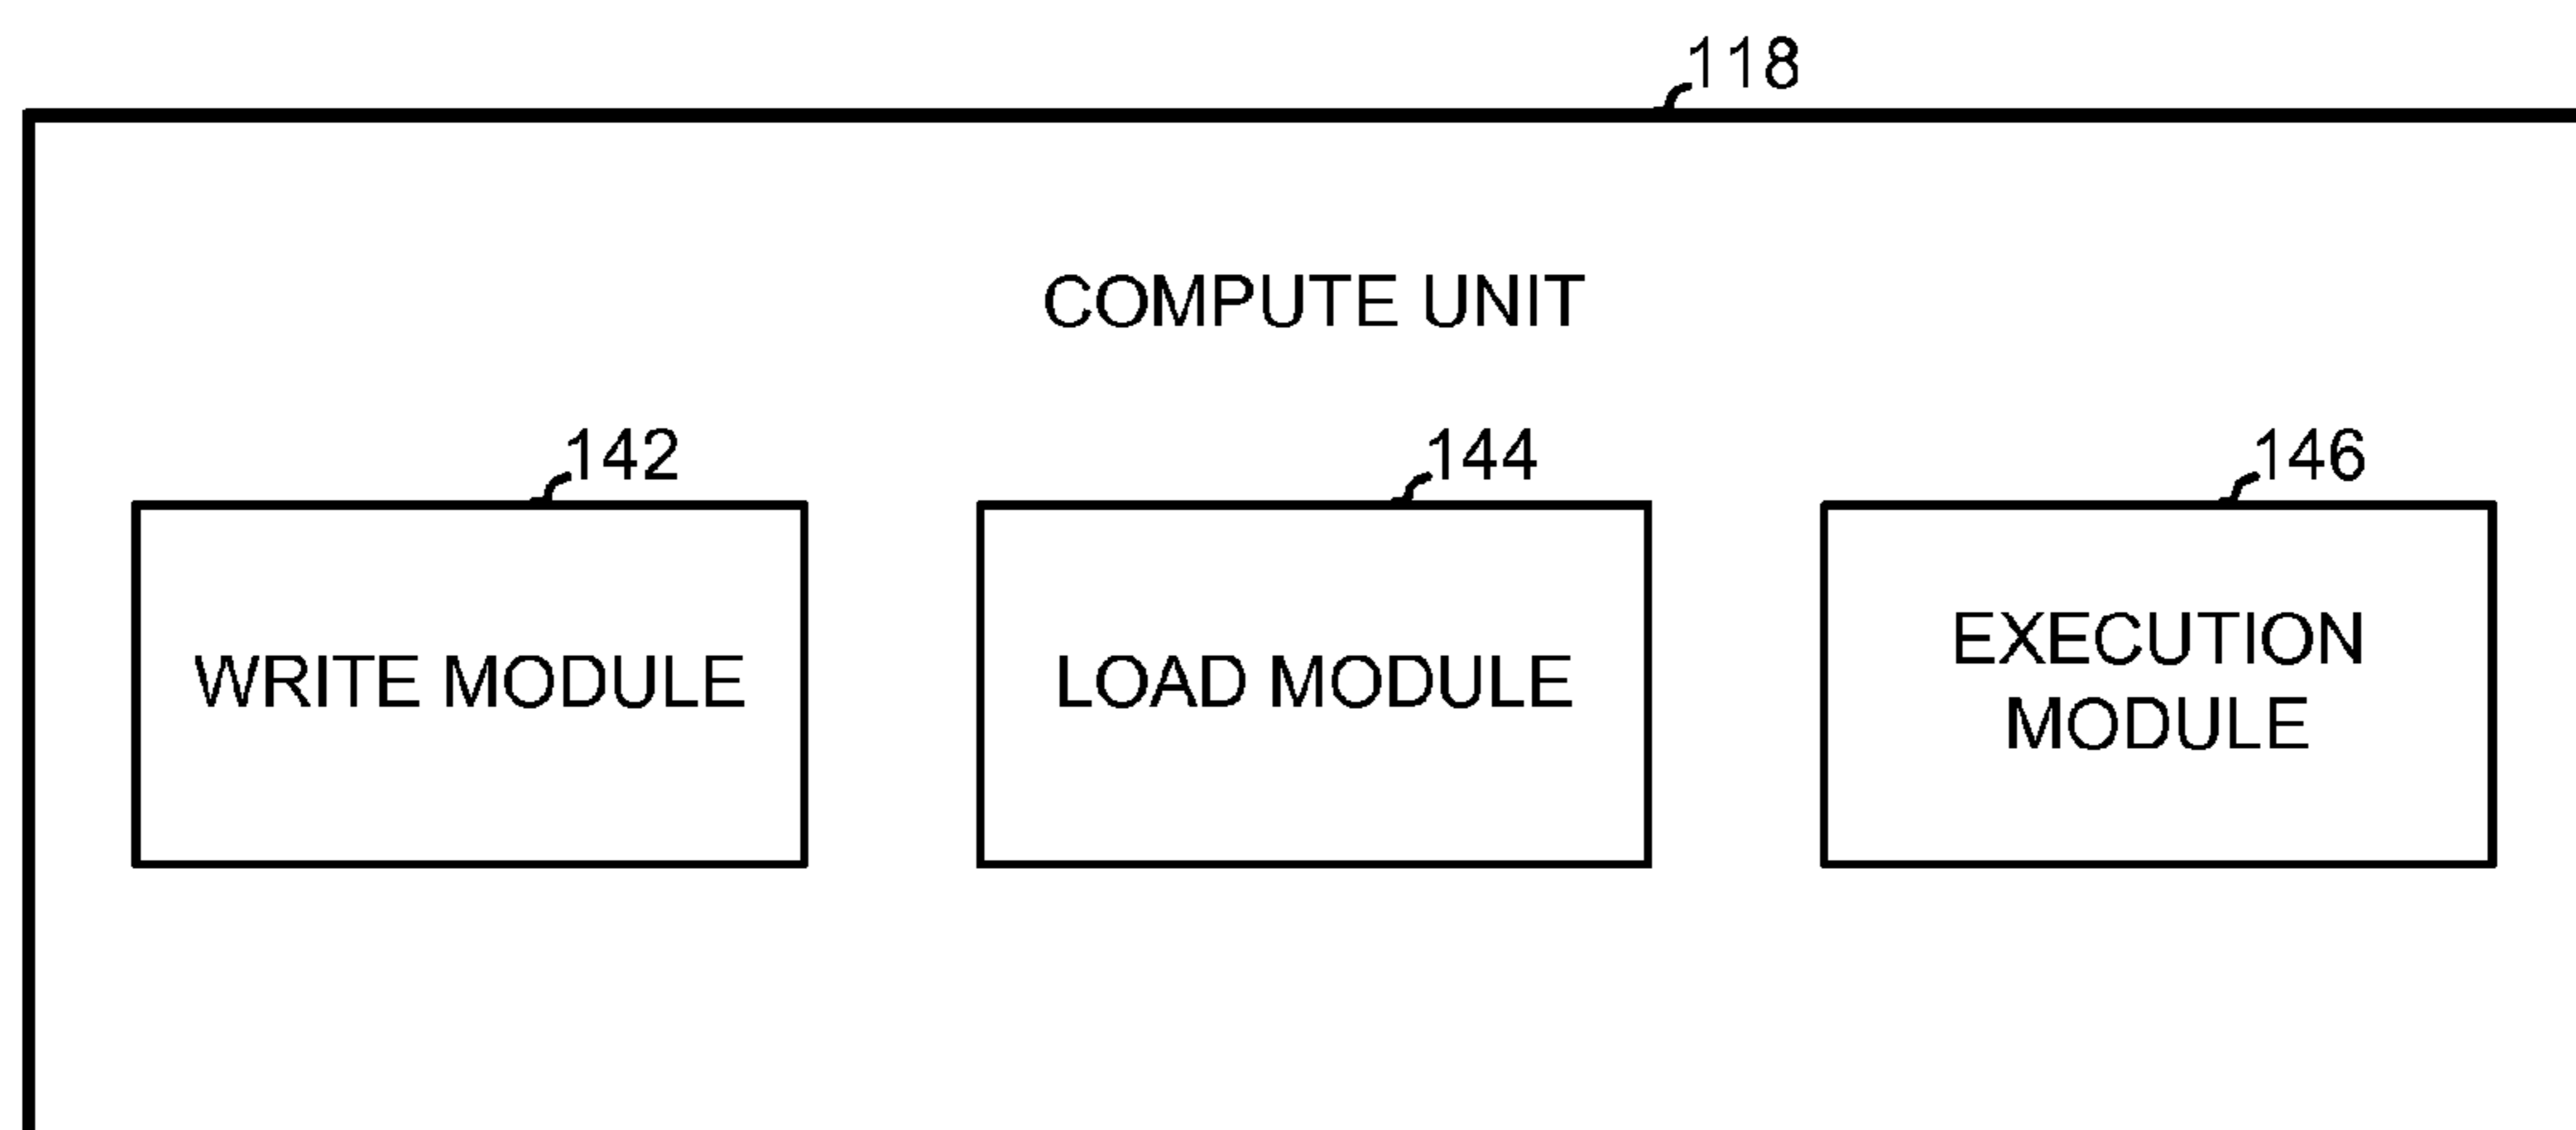 118
COMPUTE UNIT
142
144
146
WRITE MODULE
LOAD MODULE
EXECUTION
MODULE